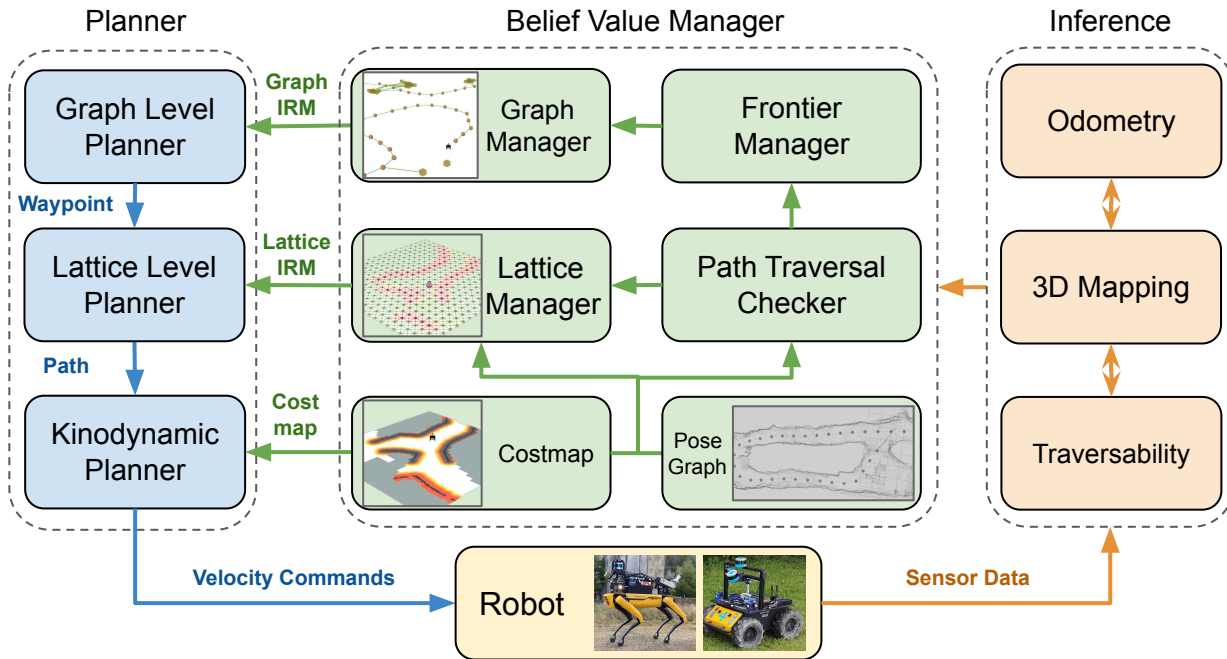 Planner
Belief Value Manager
Inference
Graph Level
Planner
Graph
IRM
Graph
Manager
Frontier
Manager
Odometry
Waypoint
Lattice Level
Planner
Lattice
IRM
Lattice
Manager
Path Traversal
Checker
3D Mapping
Path
Kinodynamic
Planner
Cost
map
Costmap
Pose
Graph
Traversability
Velocity Commands
Robot
Sensor Data